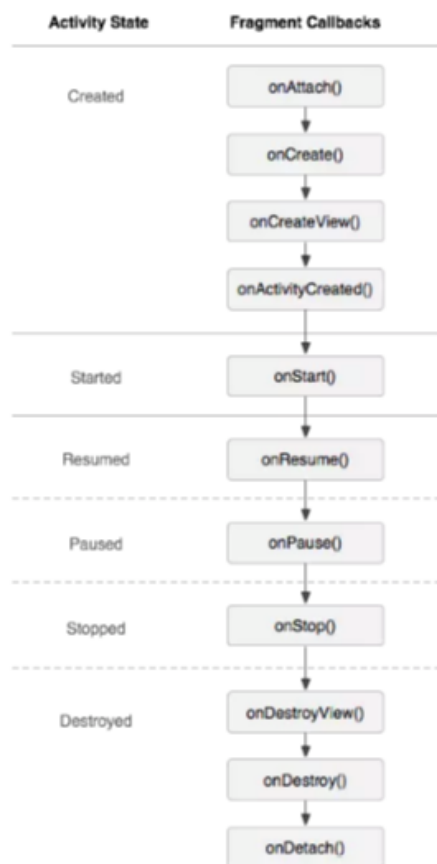 Activity State Fragment Callbacks
Created
onAttach()
onCreate()
onCreateView()
onActivityCreated()
Started onStart()
Resumed onResume()
Paused onPause()
Stopped onStop()
Destroyed
onDestroyView()
onDestroy()
onDetach()